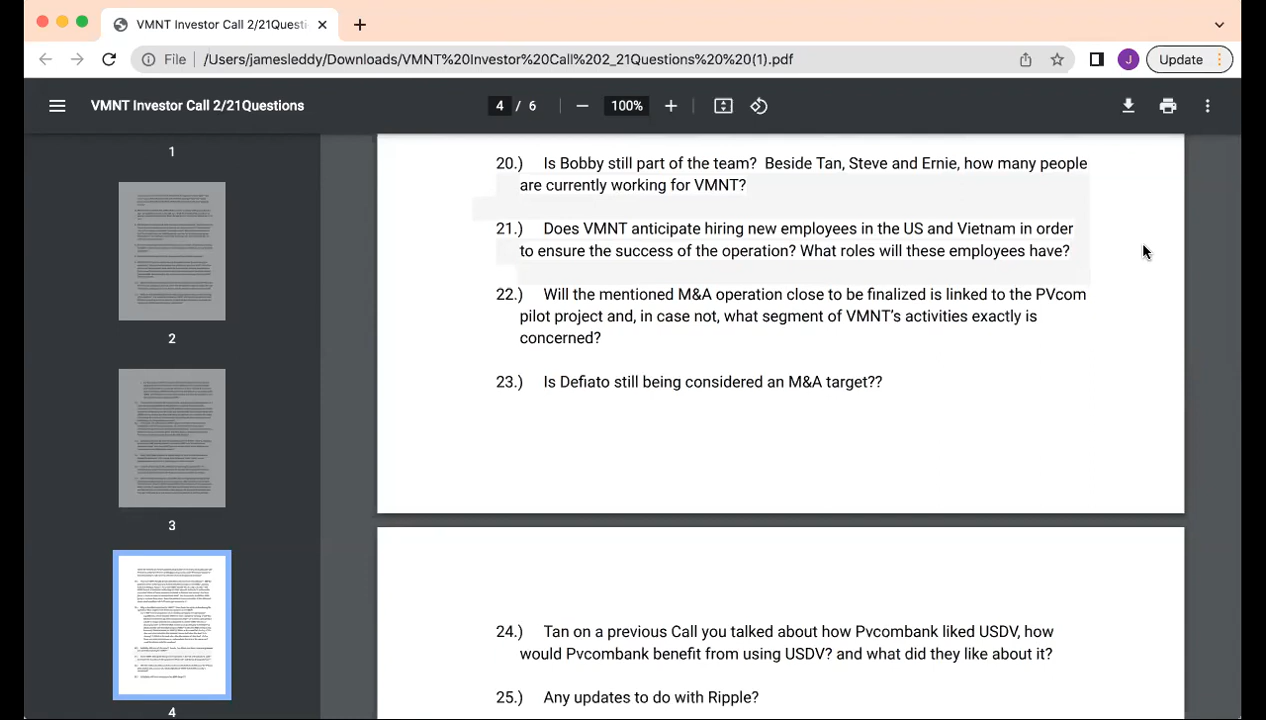 VMNT Investor Call 2/21Questi
File
/Users/jamesleddy/Downloads/VMNT%20Investor%20Call%202_21Questions%20%20(1).pdf
J
Update
VMNT Investor Call 2/21Questions
4 / 6
100%
1
2
3
4
20.) Is Bobby still part of the team? Beside Tan, Steve and Ernie, how many people
are currently working for VMNT?
21.) Does VMNT anticipate hiring new employees in the US and Vietnam in order
to ensure the success of the operation? What roles will these employees have?
22.) Will the mentioned M&A operation close to be finalized is linked to the PVcom
pilot project and, in case not, what segment of VMNT's activities exactly is
concerned?
23.) Is Defiato still being considered an M&A target??
24.) Tan on a previous Call you talked about how Pvcombank liked USDV, how
would Pvcombank benefit from using USDV? and what did they like about it?
25.) Any updates to do with Ripple?